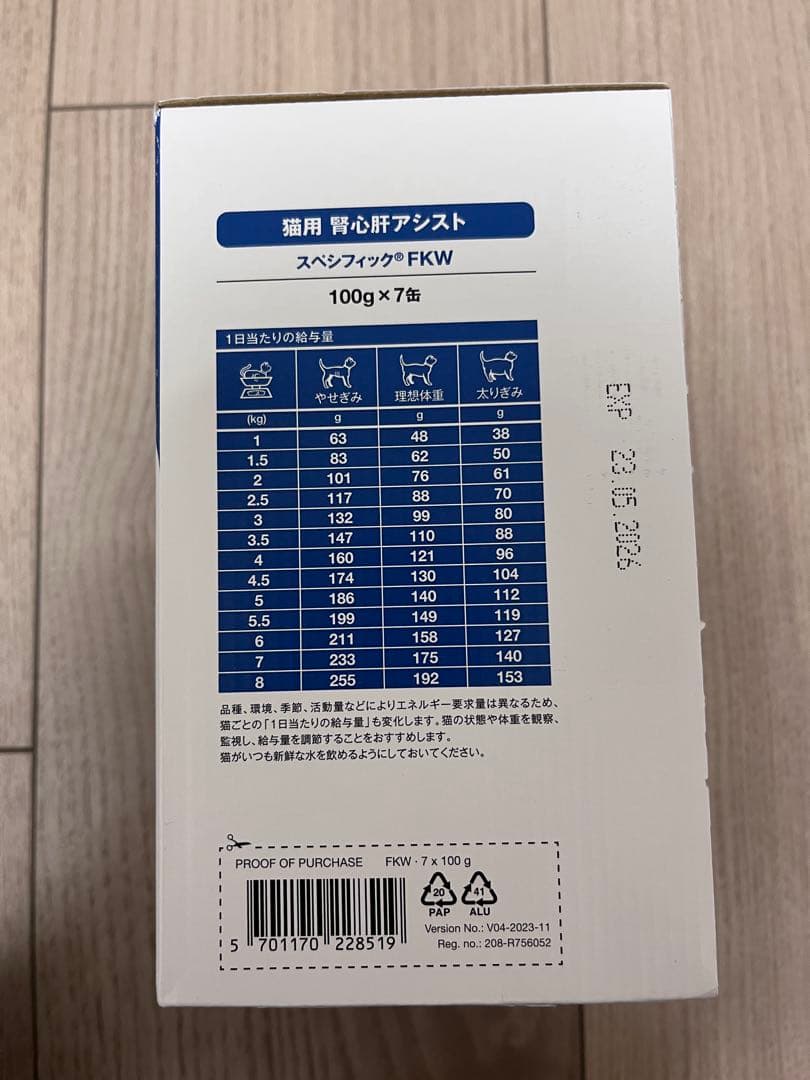 猫用 腎心肝アシスト
スペシフィック® FKW
100g×7缶
1日当たりの給与量
やせぎみ 理想体重 太りぎみ
(kg) g g g
1 63 48 38
1.5 83 62 50
2 101 76 61
2.5 117 88 70
3 132 99 80
3.5 147 110 88
4 160 121 96
4.5 174 130 104
5 186 140 112
5.5 199 149 119
6 211 158 127
7 233 175 140
8 255 192 153
品種、環境、季節、活動量などによりエネルギー要求量は異なるため、
猫ごとの「1日当たりの給与量」も変化します。猫の状態や体重を観察、
監視し、給与量を調節することをおすすめします。
猫がいつも新鮮な水を飲めるようにしておいてください。
EXP 23.05.2026
PROOF OF PURCHASE FKW · 7 x 100 g
20 41
PAP ALU
Version No.: V04-2023-11
Reg. no.: 208-R756052
5 701170 228519